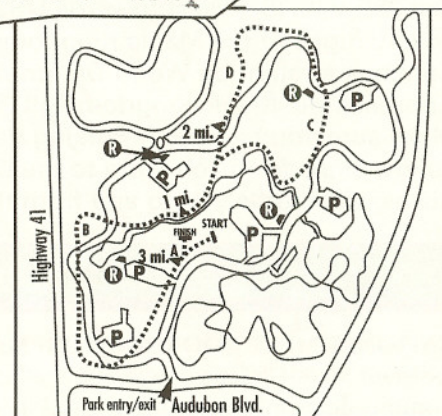 D
R
P
C
2 mi.
R
P
1 mi.
R
P
B
FINISH
START
P
3 mi.
A
R
P
Highway 41
P
Park entry/exit
Audubon Blvd.